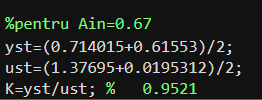 %pentru Ain=0.67
yst=(0.714015+0.61553)/2;
ust=(1.37695+0.0195312)/2;
K=yst/ust; %   0.9521